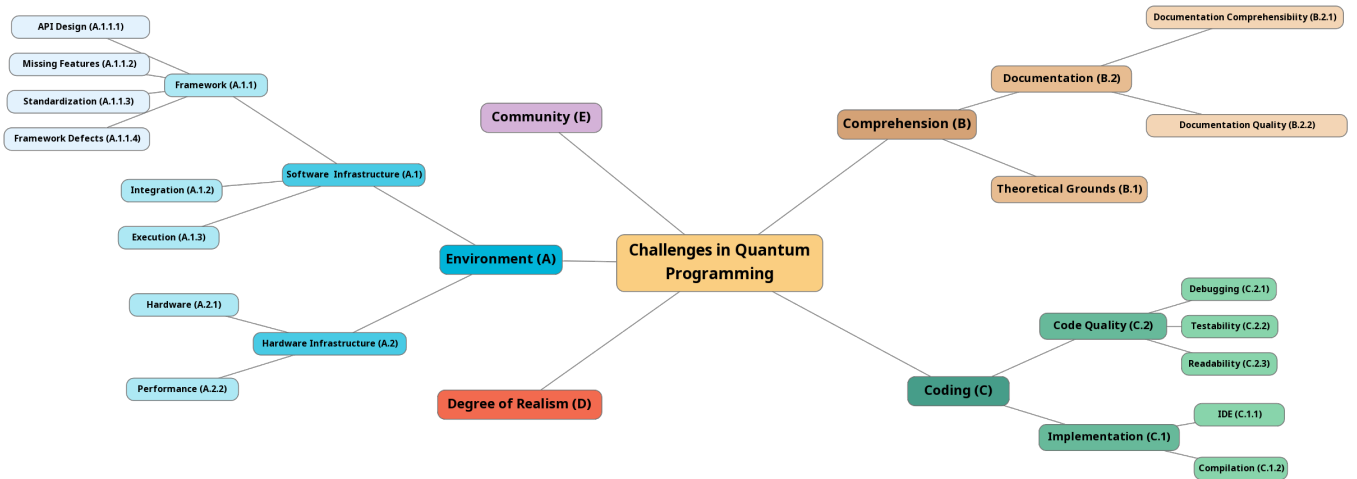 API Design (A.1.1.1)
Missing Features (A.1.1.2)
Standardization (A.1.1.3)
Framework Defects (A.1.1.4)
Framework (A.1.1)
Software Infrastructure (A.1)
Integration (A.1.2)
Execution (A.1.3)
Environment (A)
Hardware (A.2.1)
Hardware Infrastructure (A.2)
Performance (A.2.2)
Community (E)
Challenges in Quantum
Programming
Degree of Realism (D)
Documentation Comprehensibiity (B.2.1)
Documentation (B.2)
Comprehension (B)
Documentation Quality (B.2.2)
Theoretical Grounds (B.1)
Debugging (C.2.1)
Code Quality (C.2)
Testability (C.2.2)
Readability (C.2.3)
Coding (C)
IDE (C.1.1)
Implementation (C.1)
Compilation (C.1.2)